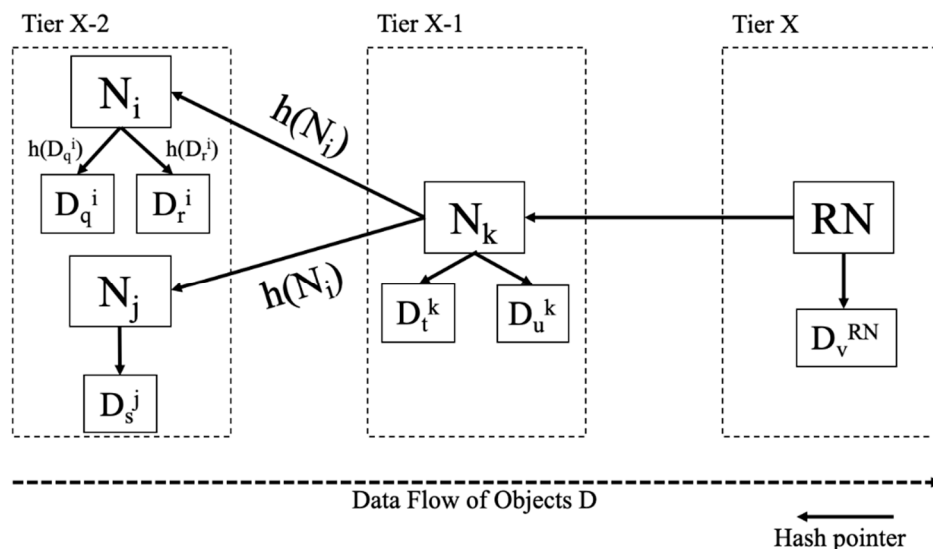 Tier X-2
Tier X-1
Tier X
N_i
h(N_i)
h(D_q^i)
h(D_r^i)
D_q^i
D_r^i
N_k
RN
N_j
h(N_i)
D_t^k
D_u^k
D_v^RN
D_s^j
Data Flow of Objects D
Hash pointer